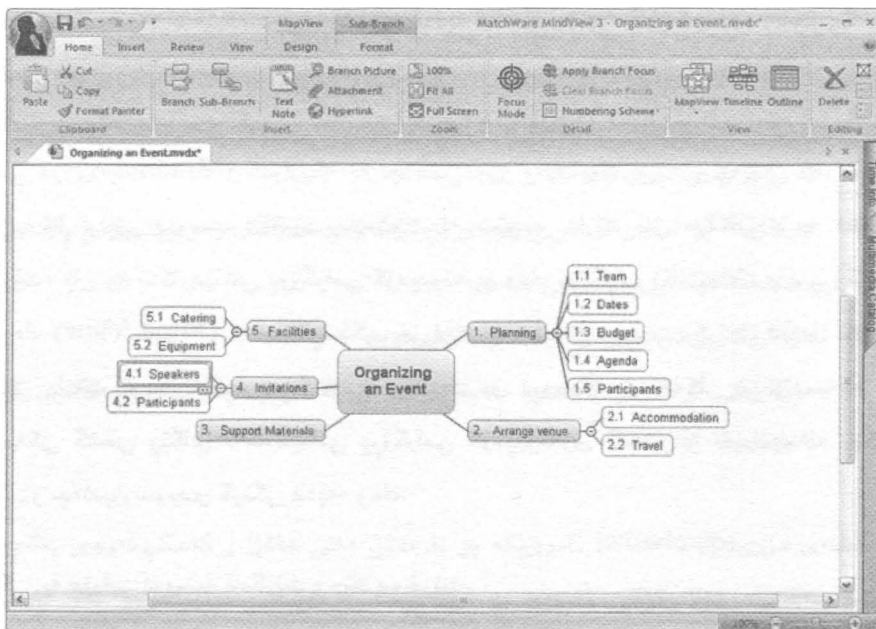 MapView Sub-Branch MatchWare MindView 3 - Organizing an Event.mvdx*
Home Insert Review View Design Format
Paste
Cut
Copy
Format Painter
Clipboard
Branch Sub-Branch
Text Note
Branch Picture
Attachment
Hyperlink
Insert
100%
Fit All
Full Screen
Zoom
Focus Mode
Apply Branch Focus
Clear Branch Focus
Numbering Scheme
Detail
MapView Timeline Outline
View
Delete
Editing
Organizing an Event.mvdx*
Time Info Multimedia Catalog
Organizing
an Event
1. Planning
1.1 Team
1.2 Dates
1.3 Budget
1.4 Agenda
1.5 Participants
2. Arrange venue
2.1 Accommodation
2.2 Travel
3. Support Materials
4. Invitations
4.1 Speakers
4.2 Participants
5. Facilities
5.1 Catering
5.2 Equipment
100%